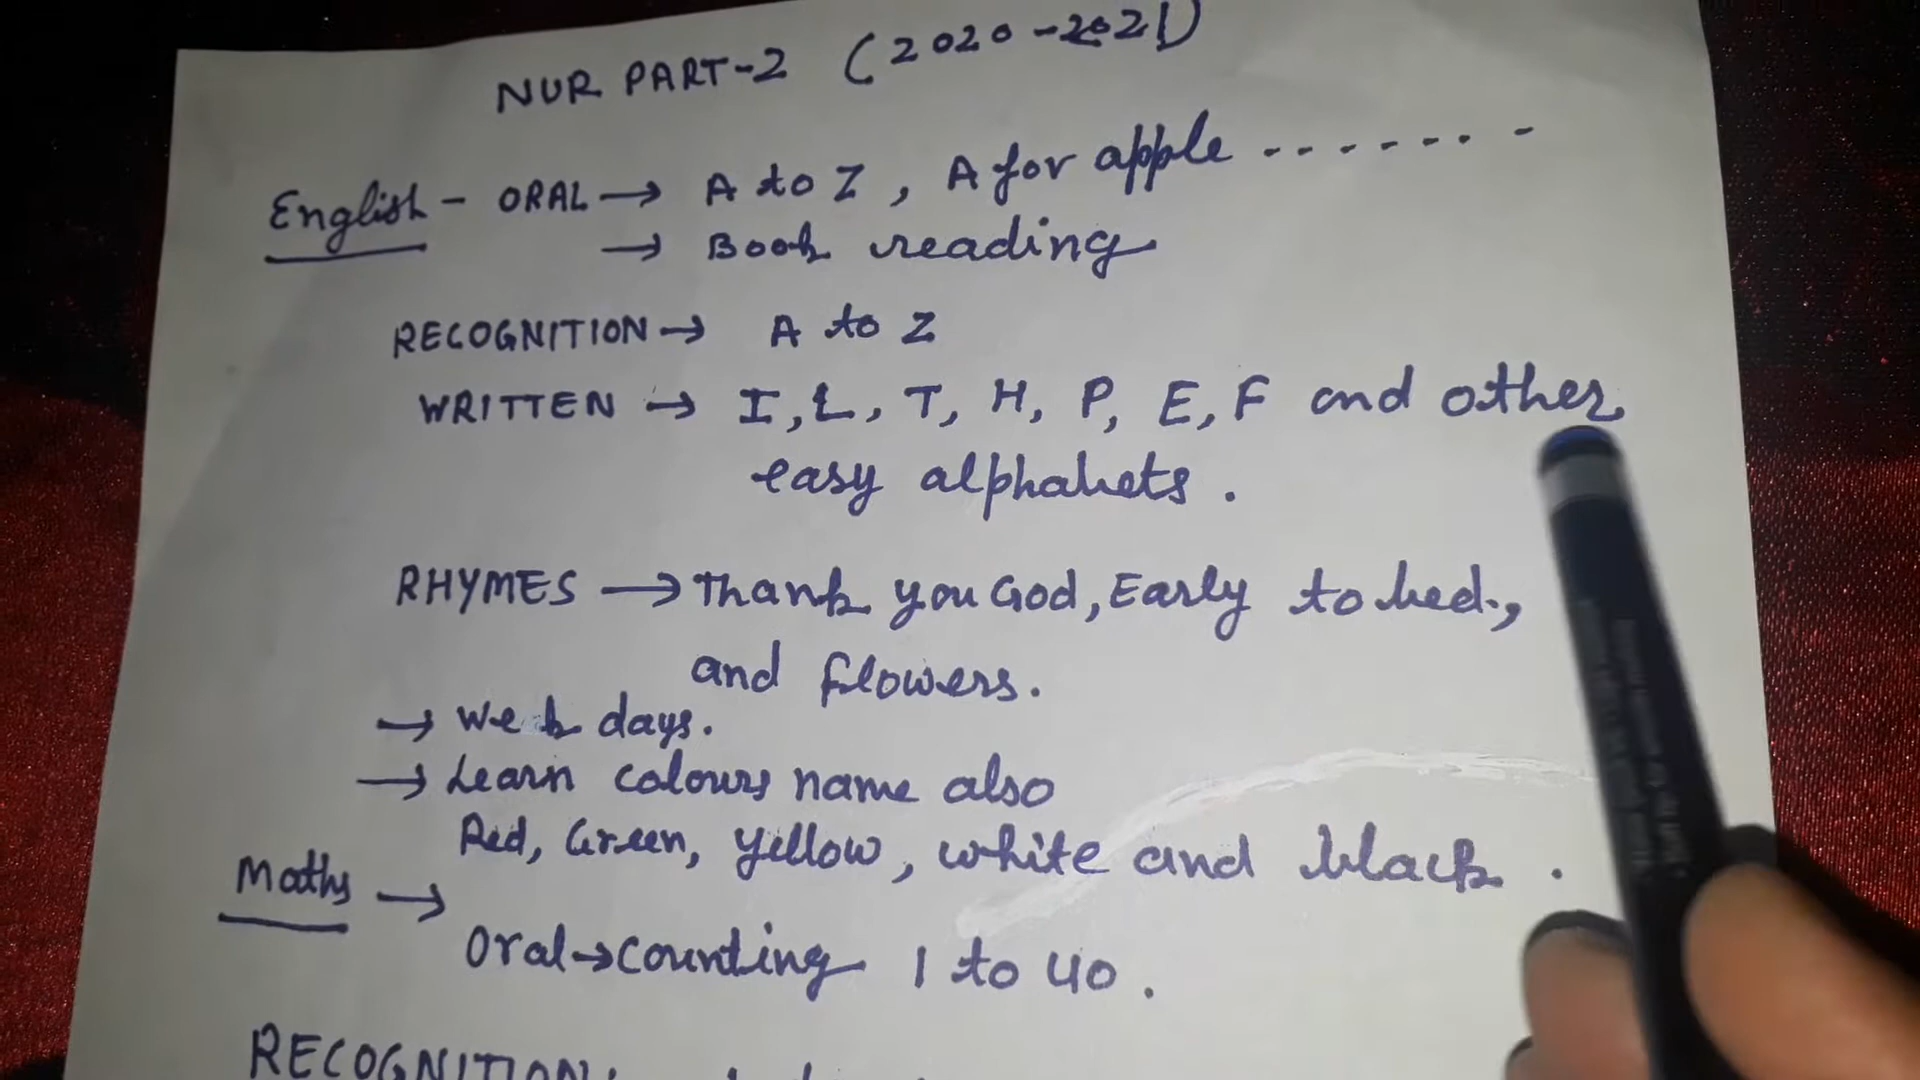 NUR PART-2 (2020-2021)
English - ORAL → A to Z, A for apple ........
→ Book reading
RECOGNITION → A to Z
WRITTEN → I, L, T, H, P, E, F and other
easy alphabets.
RHYMES → Thank you God, Early to bed.,
and flowers.
→ Week days.
→ Learn colours name also
Red, Green, yellow, white and black.
Maths →
Oral → counting 1 to 40.
RECOGNITION